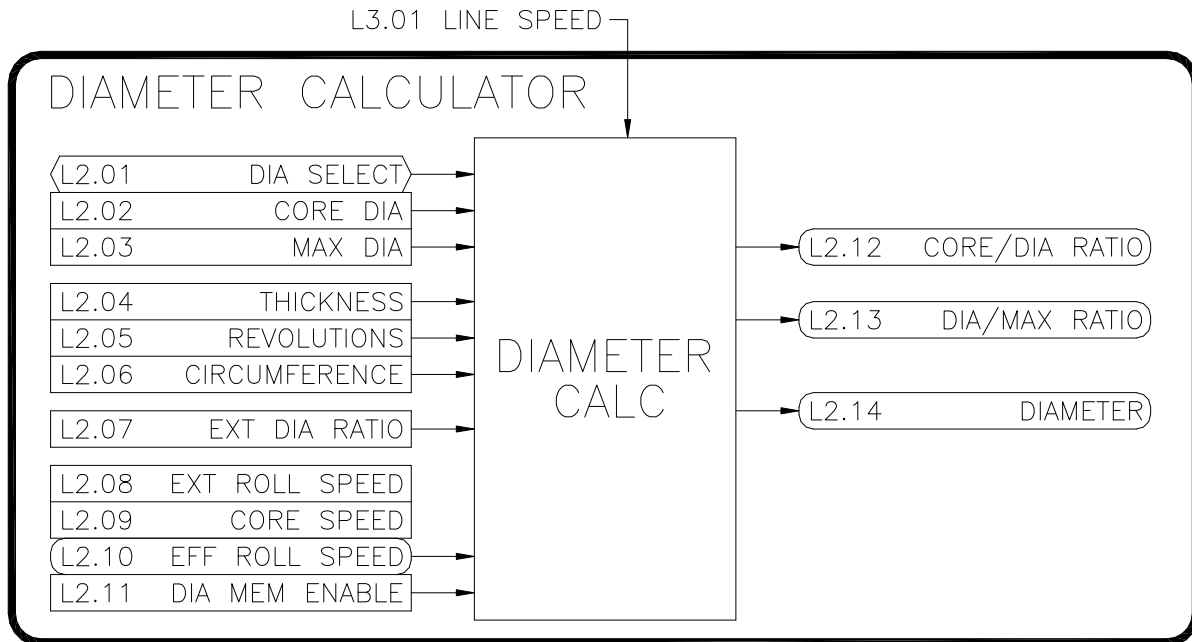 L3.01 LINE SPEED
DIAMETER CALCULATOR
L2.01 DIA SELECT
L2.02 CORE DIA
L2.03 MAX DIA
L2.04 THICKNESS
L2.05 REVOLUTIONS
L2.06 CIRCUMFERENCE
L2.07 EXT DIA RATIO
L2.08 EXT ROLL SPEED
L2.09 CORE SPEED
L2.10 EFF ROLL SPEED
L2.11 DIA MEM ENABLE
DIAMETER
CALC
L2.12 CORE/DIA RATIO
L2.13 DIA/MAX RATIO
L2.14 DIAMETER